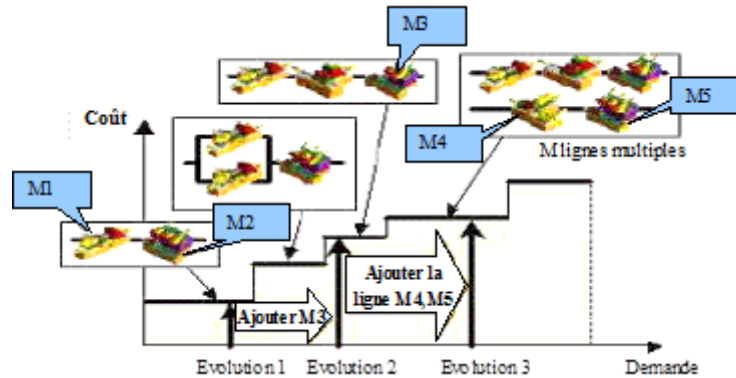 M3
Coût
M1
M2
M4
M5
M lignes multiples
Ajouter M3
Ajouter la
ligne M4,M5
Evolution 1
Evolution 2
Evolution 3
Demande